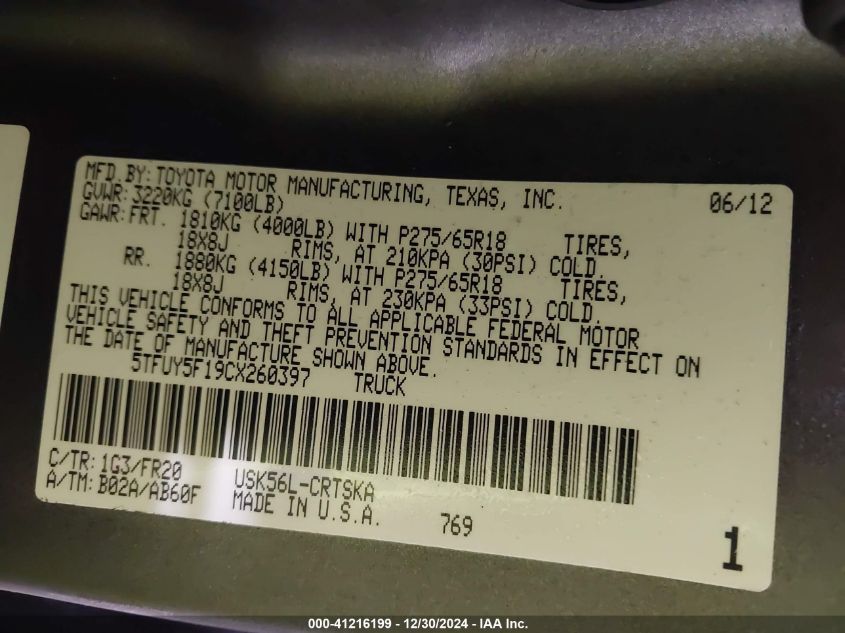 MFD.BY:TOYOTA MOTOR MANUFACTURING, TEXAS, INC. 06/12
GVWR:3220KG (7100LB)
GAWR:FRT. 1810KG (4000LB) WITH P275/65R18 TIRES,
18X8J RIMS, AT 210KPA (30PSI) COLD.
RR. 1880KG (4150LB) WITH P275/65R18 TIRES,
18X8J RIMS, AT 230KPA (33PSI) COLD
THIS VEHICLE CONFORMS TO ALL APPLICABLE FEDERAL MOTOR
VEHICLE SAFETY AND THEFT PREVENTION STANDARDS IN EFFECT ON
THE DATE OF MANUFACTURE SHOWN ABOVE.
5TFUY5F19CX260397 TRUCK
C/TR:1G3/FR20 USK56L-CRTSKA
A/TM:B02A/AB60F MADE IN U.S.A. 769
1
000-41216199 - 12/30/2024 - IAA Inc.